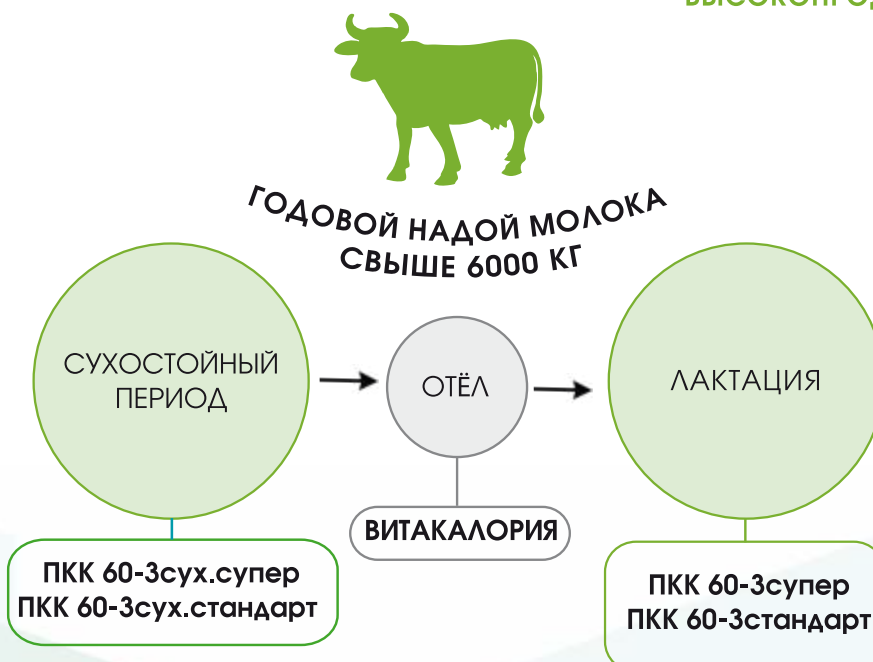 ГОДОВОЙ НАДОЙ МОЛОКА
СВЫШЕ 6000 КГ
СУХОСТОЙНЫЙ
ПЕРИОД
ОТЁЛ
ЛАКТАЦИЯ
ВИТАКАЛОРИЯ
ПКК 60-3сух.супер
ПКК 60-3сух.стандарт
ПКК 60-3супер
ПКК 60-3стандарт